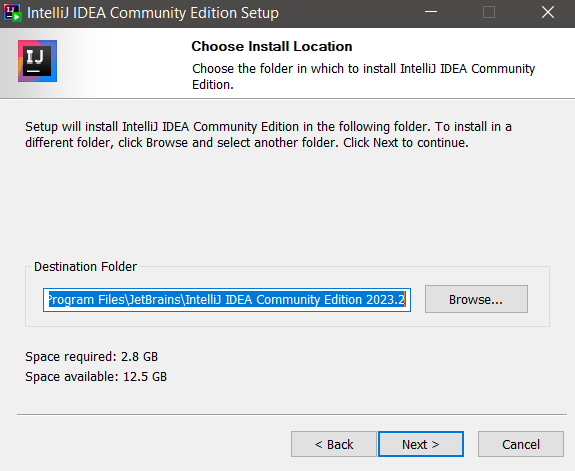 IntelliJ IDEA Community Edition Setup
IJ
Choose Install Location
Choose the folder in which to install IntelliJ IDEA Community
Edition.
Setup will install IntelliJ IDEA Community Edition in the following folder. To install in a
different folder, click Browse and select another folder. Click Next to continue.
Destination Folder
Program Files\JetBrains\IntelliJ IDEA Community Edition 2023.2
Browse...
Space required: 2.8 GB
Space available: 12.5 GB
< Back
Next >
Cancel